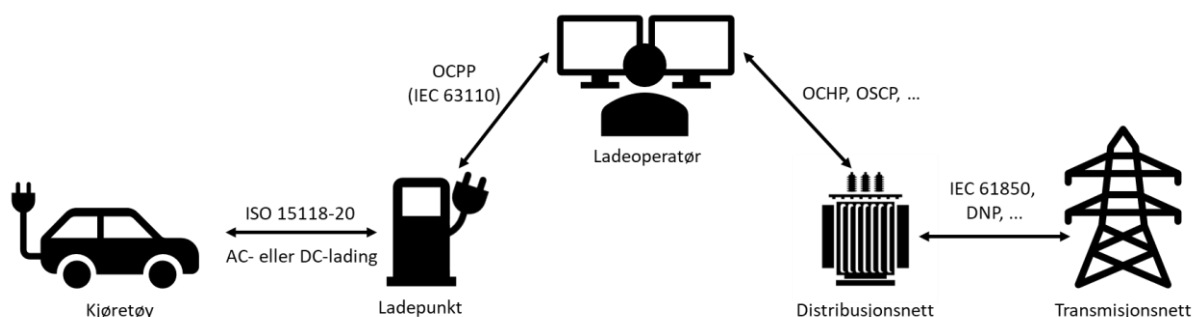 OCPP
(IEC 63110)
Ladeoperatør
OCHP, OSCP, ...
ISO 15118-20
AC- eller DC-lading
IEC 61850,
DNP, ...
Kjøretøy
Ladepunkt
Distribusjonsnett
Transmisjonsnett